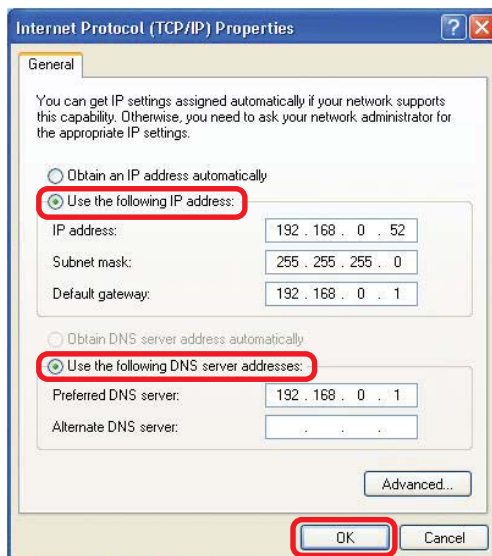 Internet Protocol (TCP/IP) Properties
General
You can get IP settings assigned automatically if your network supports
this capability. Otherwise, you need to ask your network administrator for
the appropriate IP settings.
Obtain an IP address automatically
Use the following IP address:
IP address: 192 . 168 . 0 . 52
Subnet mask: 255 . 255 . 255 . 0
Default gateway: 192 . 168 . 0 . 1
Obtain DNS server address automatically
Use the following DNS server addresses:
Preferred DNS server: 192 . 168 . 0 . 1
Alternate DNS server: . . .
Advanced...
OK Cancel